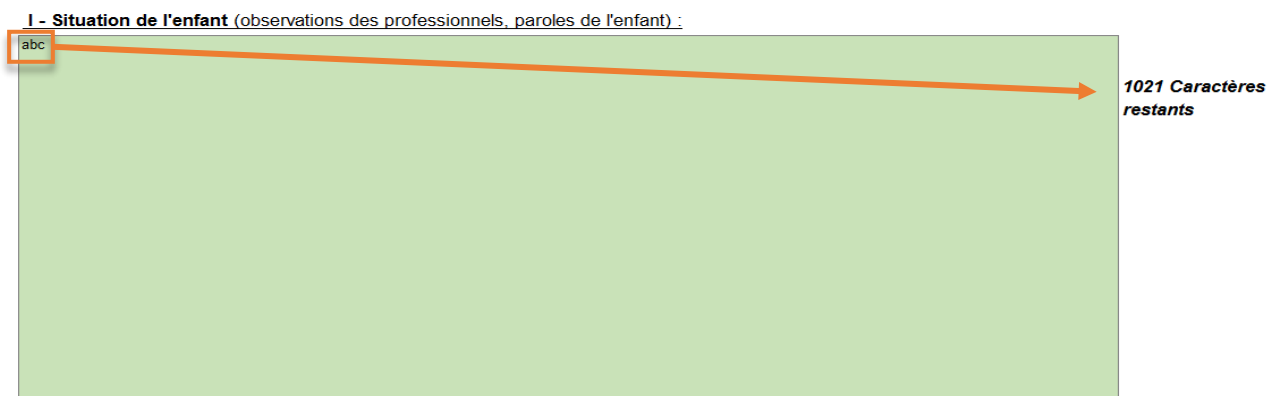 I - Situation de l'enfant (observations des professionnels, paroles de l'enfant) :
abc
1021 Caractères
restants